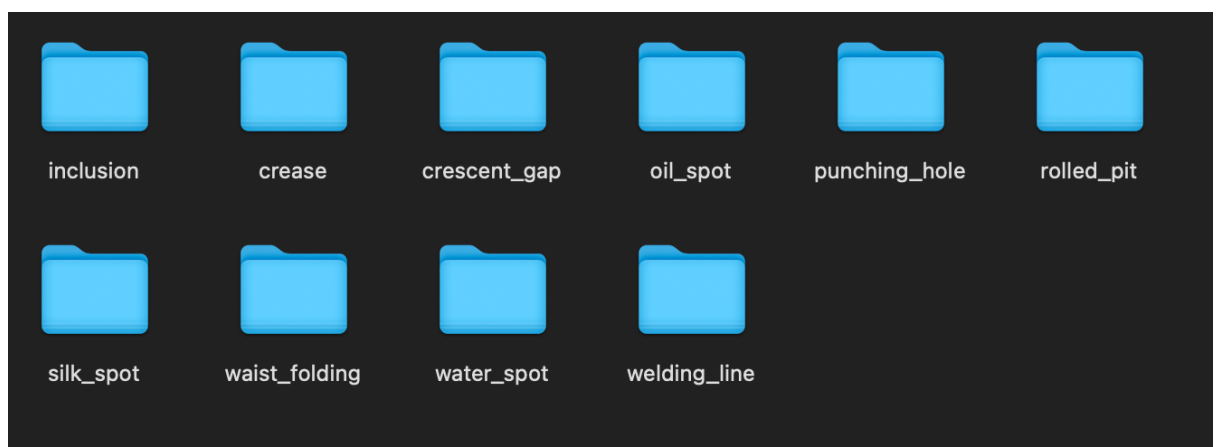 inclusion crease crescent_gap oil_spot punching_hole rolled_pit
silk_spot waist_folding water_spot welding_line